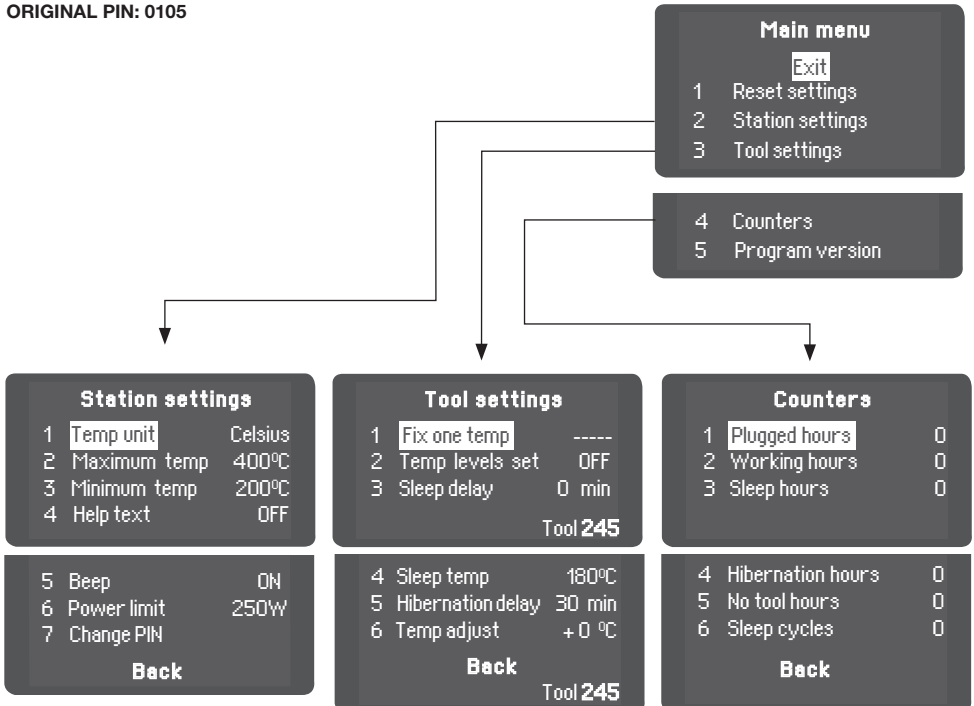 ORIGINAL PIN: 0105
Main menu
Exit
1 Reset settings
2 Station settings
3 Tool settings
4 Counters
5 Program version
Station settings
1 Temp unit Celsius
2 Maximum temp 400ºC
3 Minimum temp 200ºC
4 Help text OFF
5 Beep ON
6 Power limit 250W
7 Change PIN
Back
Tool settings
1 Fix one temp -----
2 Temp levels set OFF
3 Sleep delay 0 min
Tool 245
4 Sleep temp 180ºC
5 Hibernation delay 30 min
6 Temp adjust +0 ºC
Back
Tool 245
Counters
1 Plugged hours 0
2 Working hours 0
3 Sleep hours 0
4 Hibernation hours 0
5 No tool hours 0
6 Sleep cycles 0
Back